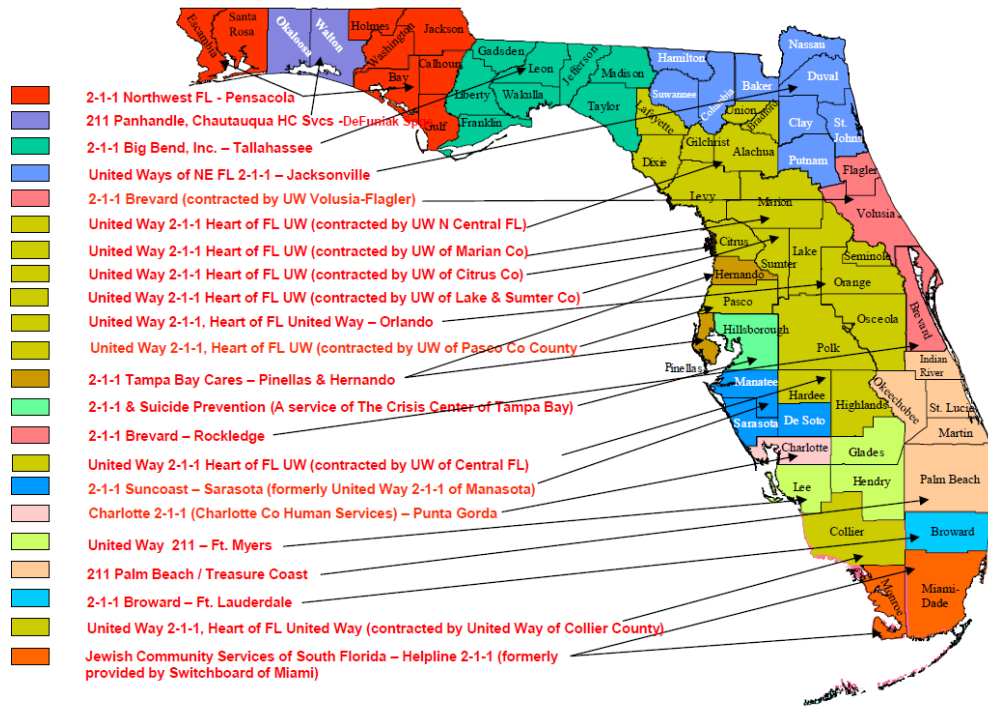 2-1-1 Northwest FL - Pensacola
211 Panhandle, Chautauqua HC Svcs -DeFuniak Spgs
2-1-1 Big Bend, Inc. – Tallahassee
United Ways of NE FL 2-1-1 – Jacksonville
2-1-1 Brevard (contracted by UW Volusia-Flagler)
United Way 2-1-1 Heart of FL UW (contracted by UW N Central FL)
United Way 2-1-1 Heart of FL UW (contracted by UW of Marian Co)
United Way 2-1-1 Heart of FL UW (contracted by UW of Citrus Co)
United Way 2-1-1 Heart of FL UW (contracted by UW of Lake & Sumter Co)
United Way 2-1-1, Heart of FL United Way – Orlando
United Way 2-1-1, Heart of FL UW (contracted by UW of Pasco Co County
2-1-1 Tampa Bay Cares – Pinellas & Hernando
2-1-1 & Suicide Prevention (A service of The Crisis Center of Tampa Bay)
2-1-1 Brevard – Rockledge
United Way 2-1-1 Heart of FL UW (contracted by UW of Central FL)
2-1-1 Suncoast – Sarasota (formerly United Way 2-1-1 of Manasota)
Charlotte 2-1-1 (Charlotte Co Human Services) – Punta Gorda
United Way 211 – Ft. Myers
211 Palm Beach / Treasure Coast
2-1-1 Broward – Ft. Lauderdale
United Way 2-1-1, Heart of FL United Way (contracted by United Way of Collier County)
Jewish Community Services of South Florida – Helpline 2-1-1 (formerly
provided by Switchboard of Miami)
Escambia
Santa
Rosa
Okaloosa
Walton
Holmes
Washington
Jackson
Bay
Calhoun
Gulf
Gadsden
Liberty
Franklin
Leon
Wakulla
Jefferson
Madison
Taylor
Hamilton
Suwannee
Columbia
Baker
Nassau
Duval
Clay
St.
Johns
Putnam
Lafayette
Union
Bradford
Dixie
Gilchrist
Alachua
Levy
Marion
Flagler
Volusia
Citrus
Sumter
Lake
Seminole
Hernando
Orange
Pasco
Osceola
Brevard
Hillsborough
Polk
Pinellas
Indian
River
Manatee
Hardee
Okeechobee
Highlands
St. Lucie
Sarasota
De Soto
Martin
Charlotte
Glades
Lee
Hendry
Palm Beach
Collier
Broward
Monroe
Miami-
Dade